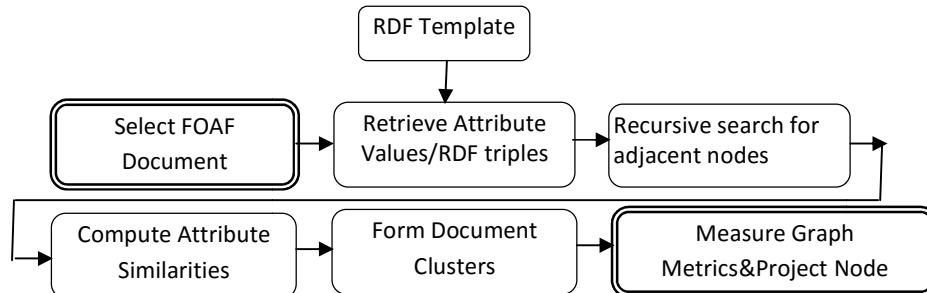 RDF Template
Select FOAF
Document
Retrieve Attribute
Values/RDF triples
Recursive search for
adjacent nodes
Compute Attribute
Similarities
Form Document
Clusters
Measure Graph
Metrics&Project Node